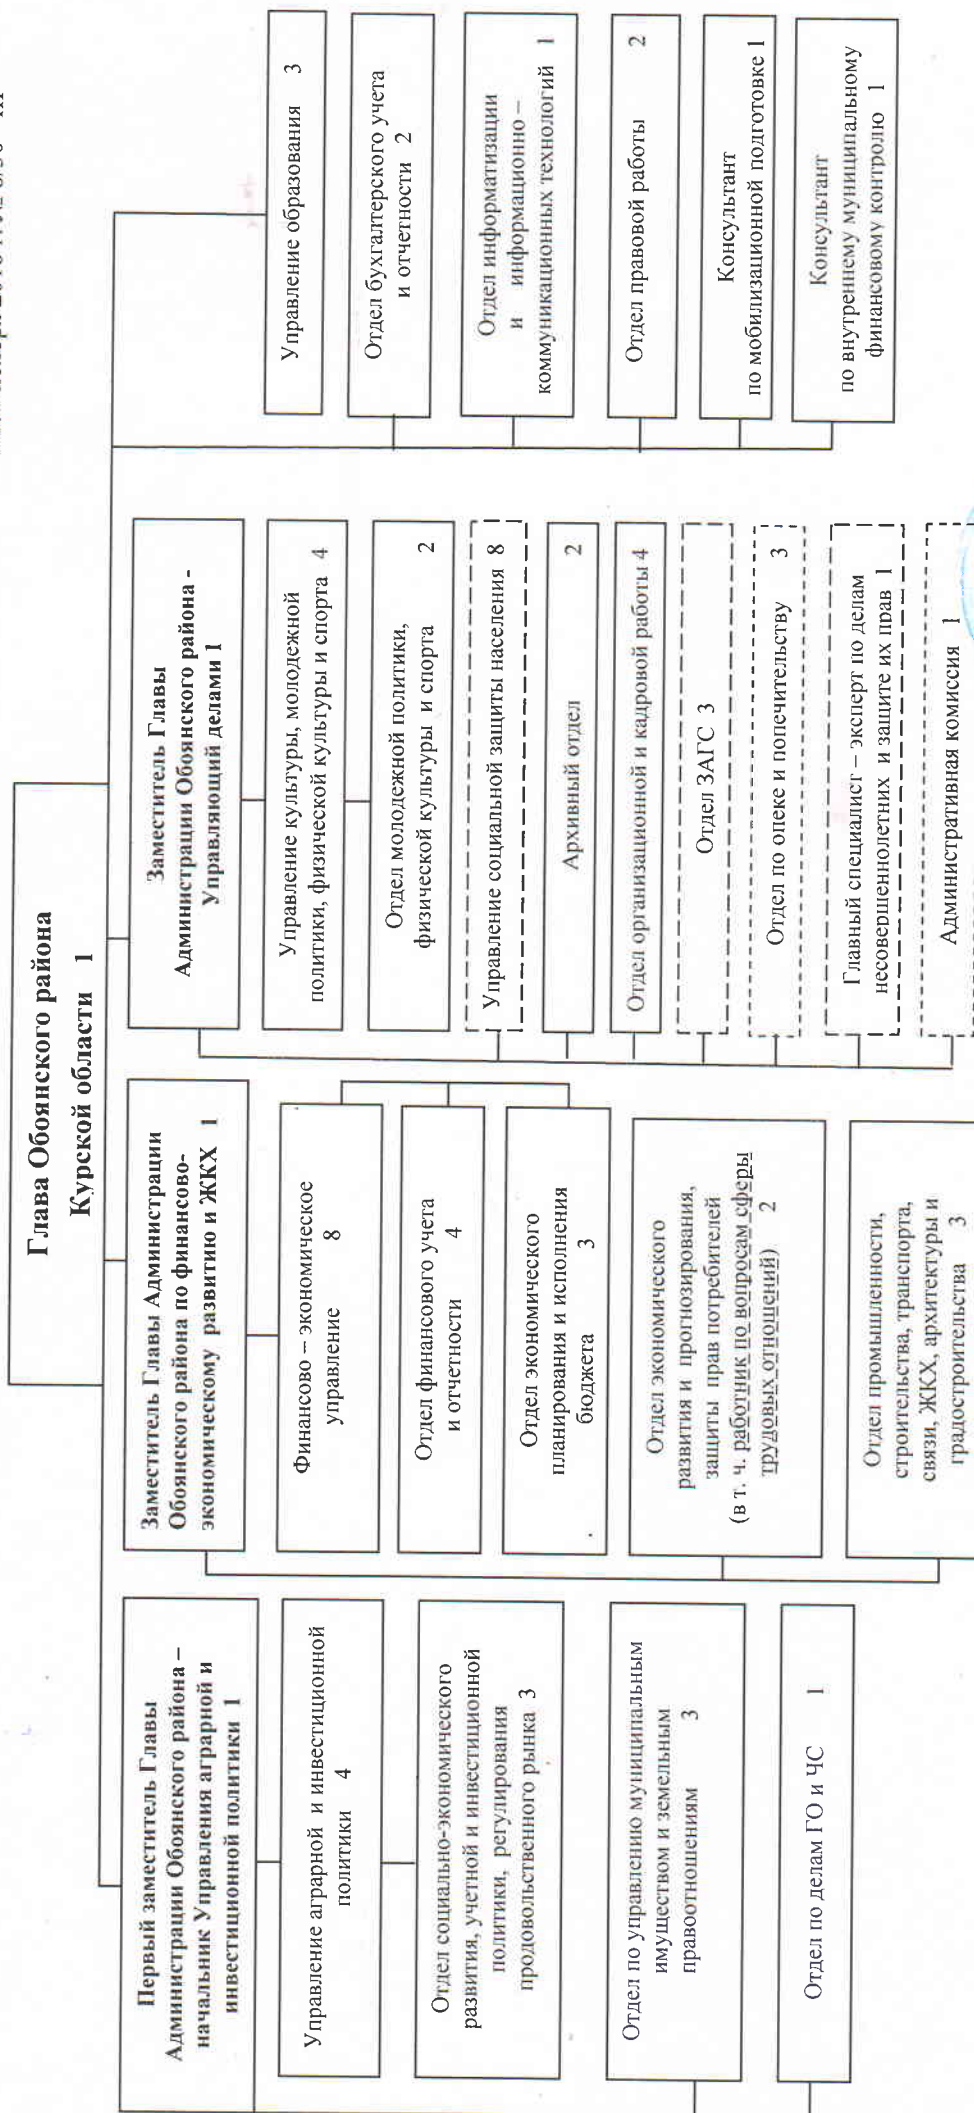 Глава Обоянского района
Курской области 1
Первый заместитель Главы
Администрации Обоянского района –
начальник Управления аграрной и
инвестиционной политики 1
Управление аграрной и инвестиционной
политики 4
Отдел социально-экономического
развития, учетной и инвестиционной
политики, регулирования
продовольственного рынка 3
Отдел по управлению муниципальным
имуществом и земельным
правоотношениям 3
Отдел по делам ГО и ЧС 1
Заместитель Главы Администрации
Обоянского района по финансово-
экономическому развитию и ЖКХ 1
Финансово – экономическое
управление 8
Отдел финансового учета
и отчетности 4
Отдел экономического
планирования и исполнения
бюджета 3
Отдел экономического
развития и прогнозирования,
защиты прав потребителей
(в т. ч. работник по вопросам сферы
трудовых отношений) 2
Отдел промышленности,
строительства, транспорта,
связи, ЖКХ, архитектуры и
градостроительства 3
Заместитель Главы
Администрации Обоянского района -
Управляющий делами 1
Управление культуры, молодежной
политики, физической культуры и спорта 4
Отдел молодежной политики,
физической культуры и спорта 2
Управление социальной защиты населения 8
Архивный отдел 2
Отдел организационной и кадровой работы 4
Отдел ЗАГС 3
Отдел по опеке и попечительству 3
Главный специалист – эксперт по делам
несовершеннолетних и защите их прав 1
Административная комиссия 1
Управление образования 3
Отдел бухгалтерского учета
и отчетности 2
Отдел информатизации
и информационно –
коммуникационных технологий 1
Отдел правовой работы 2
Консультант
по мобилизационной подготовке 1
Консультант
по внутреннему муниципальному
финансовому контролю 1